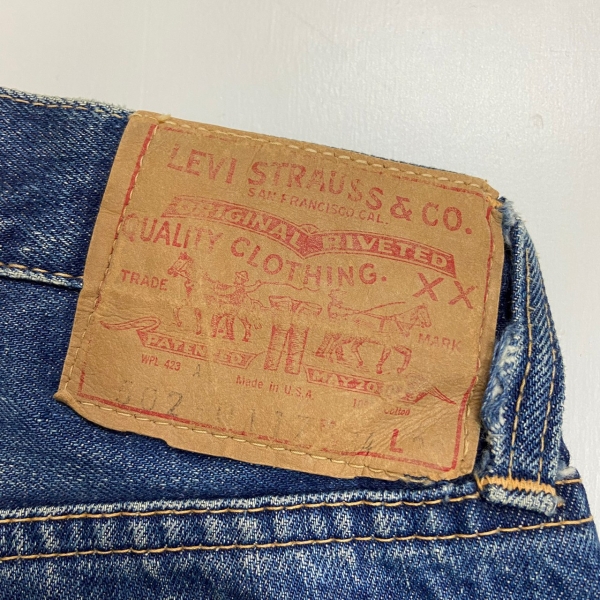 LEVI STRAUSS & CO.
SAN FRANCISCO CAL.
ORIGINAL RIVETED
QUALITY CLOTHING. XX
TRADE MARK
PATENTED MAY 20
WPL 423 A Made in U.S.A. Cotton
502 L